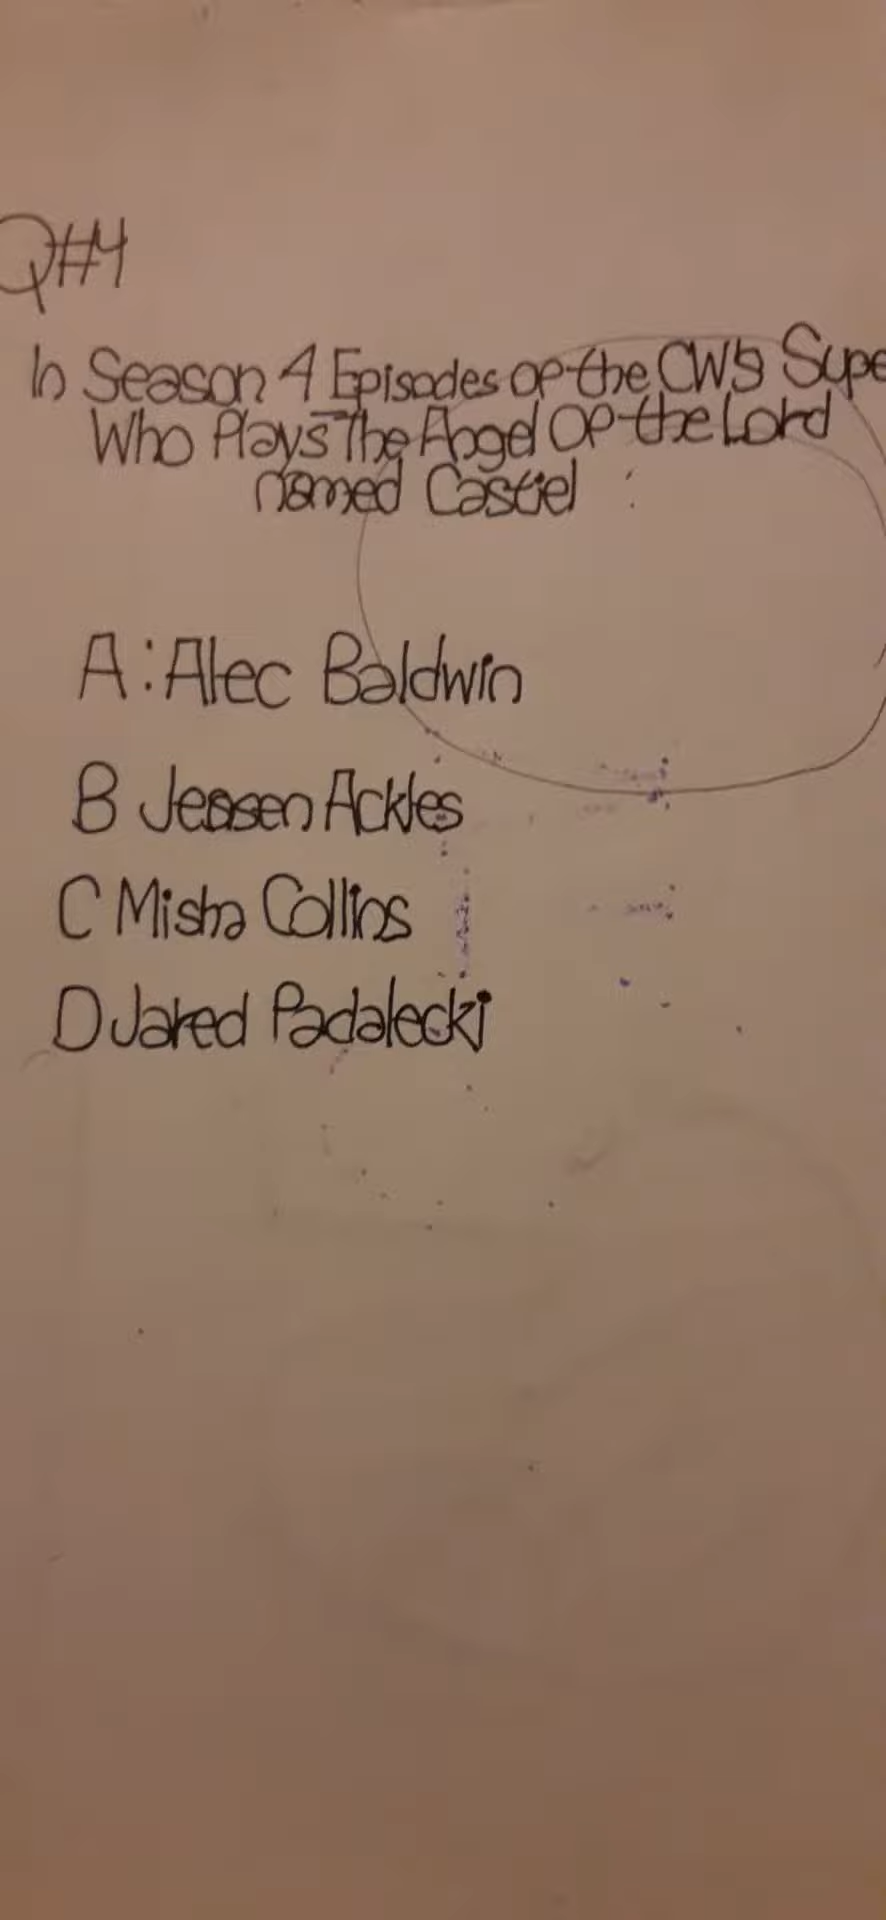 Q#4
In Season 4 Episodes of the CW's Supe
Who Plays The Angel Of the Lord
named Castiel :
A: Alec Baldwin
B Jessen Ackles
C Misha Collins
D Jared Padalecki